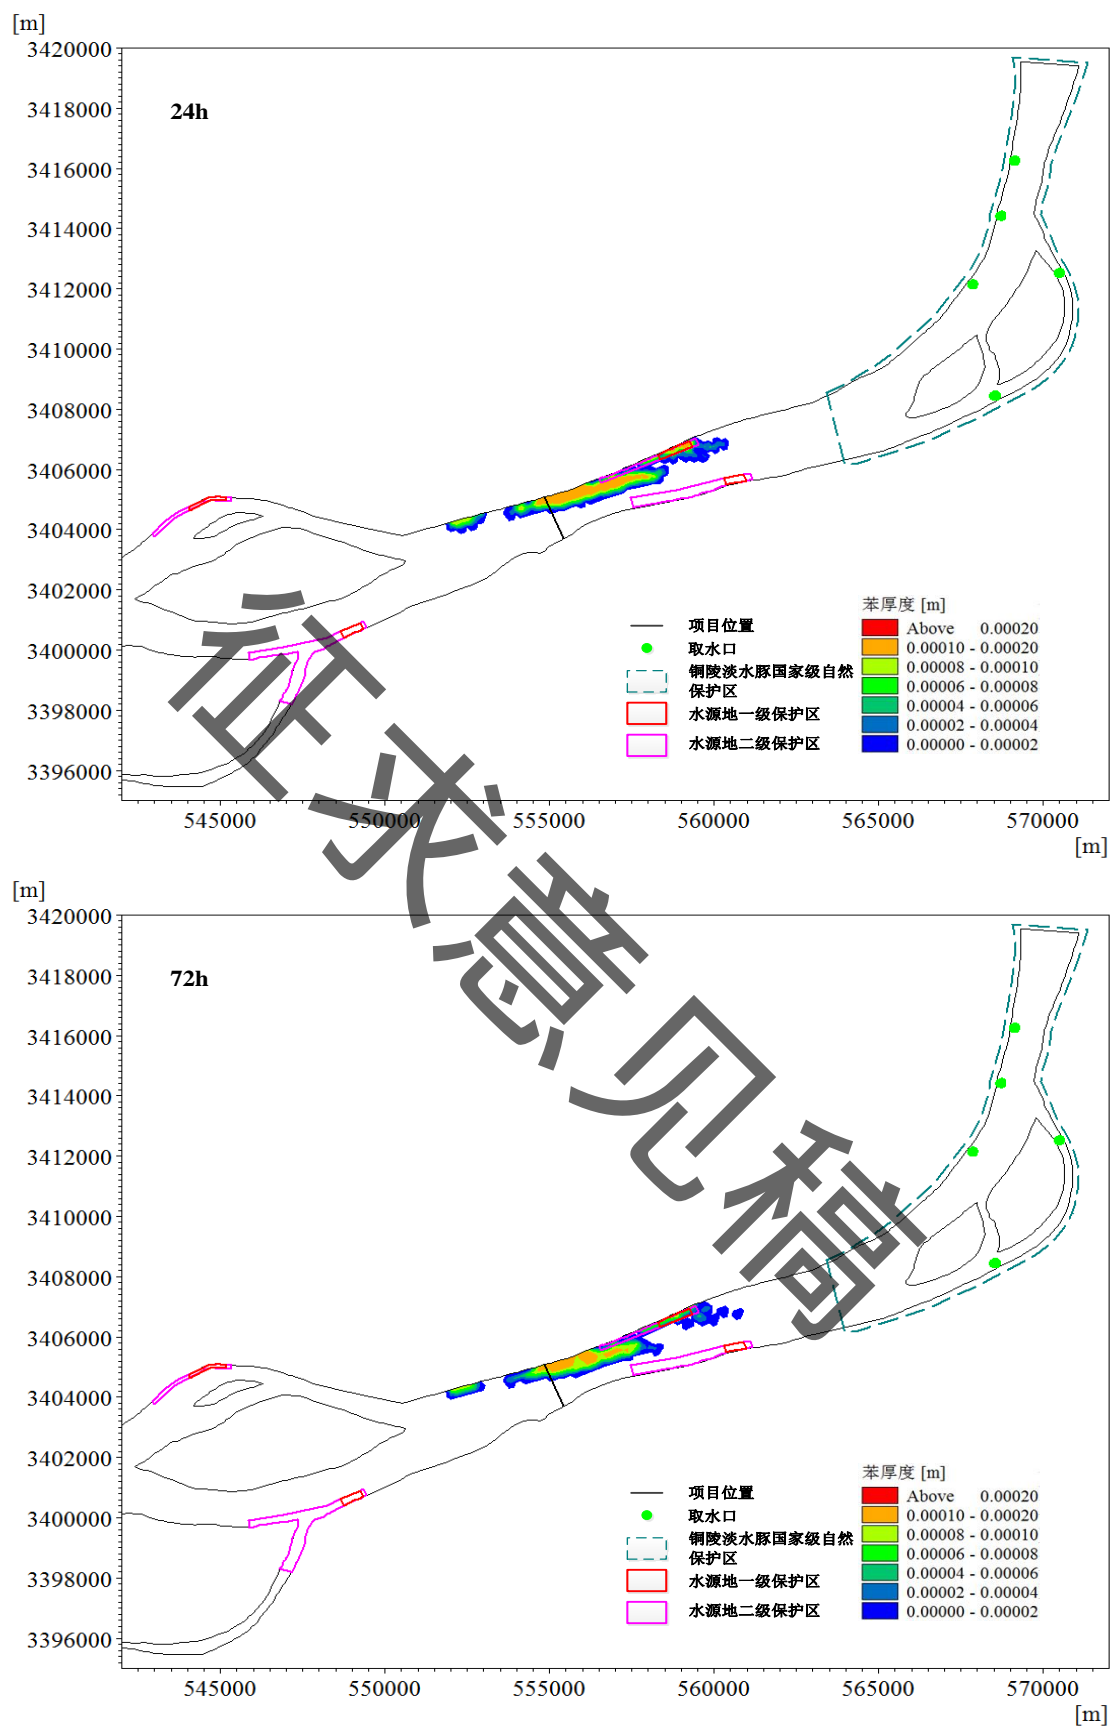 [m]
3420000
24h
3418000
3416000
3414000
3412000
3410000
3408000
3406000
3404000
3402000
3400000
3398000
3396000
545000 550000 555000 560000 565000 570000
[m]
项目位置
取水口
铜陵淡水豚国家级自然
保护区
水源地一级保护区
水源地二级保护区
苯厚度 [m]
Above 0.00020
0.00010 - 0.00020
0.00008 - 0.00010
0.00006 - 0.00008
0.00004 - 0.00006
0.00002 - 0.00004
0.00000 - 0.00002
征求意见稿
[m]
3420000
72h
3418000
3416000
3414000
3412000
3410000
3408000
3406000
3404000
3402000
3400000
3398000
3396000
545000 550000 555000 560000 565000 570000
[m]
项目位置
取水口
铜陵淡水豚国家级自然
保护区
水源地一级保护区
水源地二级保护区
苯厚度 [m]
Above 0.00020
0.00010 - 0.00020
0.00008 - 0.00010
0.00006 - 0.00008
0.00004 - 0.00006
0.00002 - 0.00004
0.00000 - 0.00002